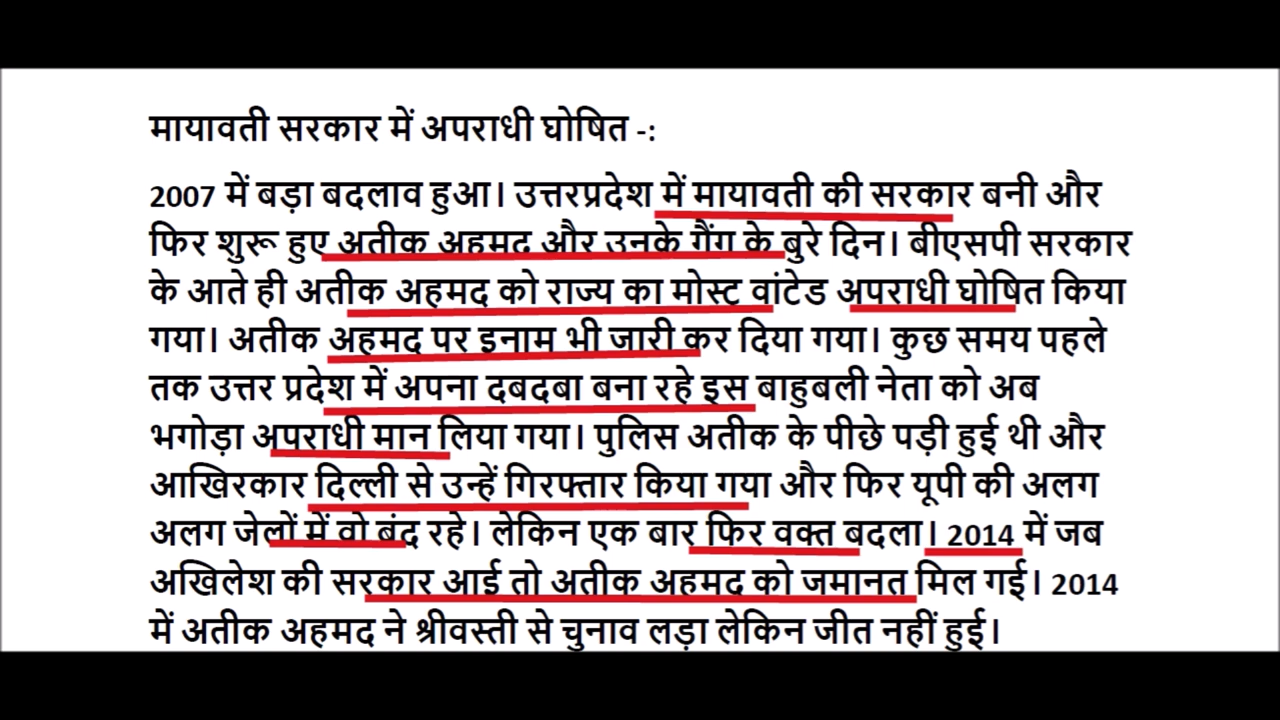 मायावती सरकार में अपराधी घोषित -:
2007 में बड़ा बदलाव हुआ। उत्तरप्रदेश में मायावती की सरकार बनी और
फिर शुरू हुए अतीक अहमद और उनके गैंग के बुरे दिन। बीएसपी सरकार
के आते ही अतीक अहमद को राज्य का मोस्ट वांटेड अपराधी घोषित किया
गया। अतीक अहमद पर इनाम भी जारी कर दिया गया। कुछ समय पहले
तक उत्तर प्रदेश में अपना दबदबा बना रहे इस बाहुबली नेता को अब
भगोड़ा अपराधी मान लिया गया। पुलिस अतीक के पीछे पड़ी हुई थी और
आखिरकार दिल्ली से उन्हें गिरफ्तार किया गया और फिर यूपी की अलग
अलग जेलों में वो बंद रहे। लेकिन एक बार फिर वक्त बदला। 2014 में जब
अखिलेश की सरकार आई तो अतीक अहमद को जमानत मिल गई। 2014
में अतीक अहमद ने श्रीवस्ती से चुनाव लड़ा लेकिन जीत नहीं हुई।